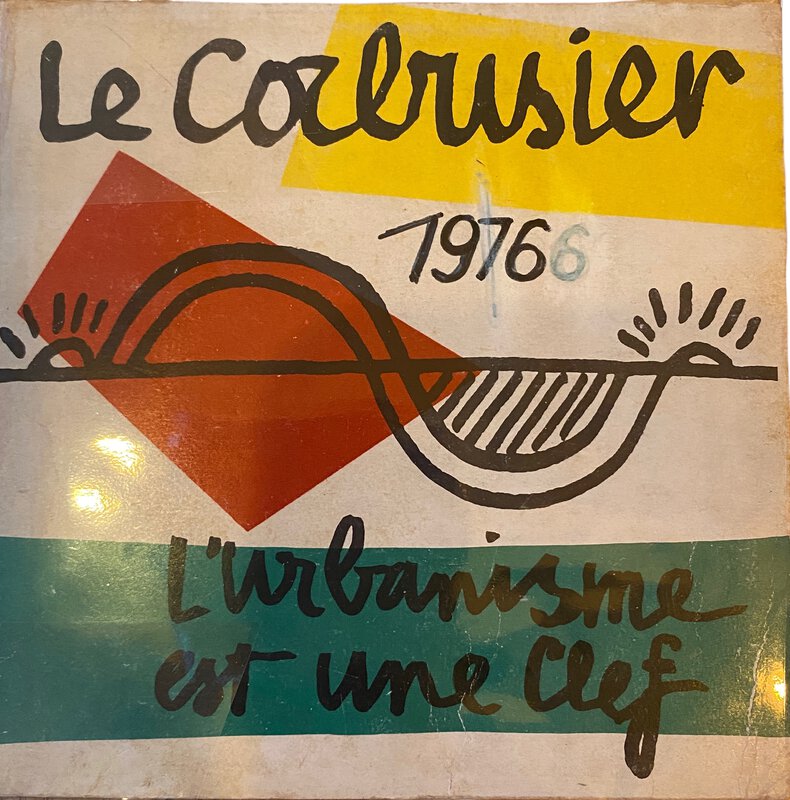 Le Corbusier
19766
L'Urbanisme
est une Clef